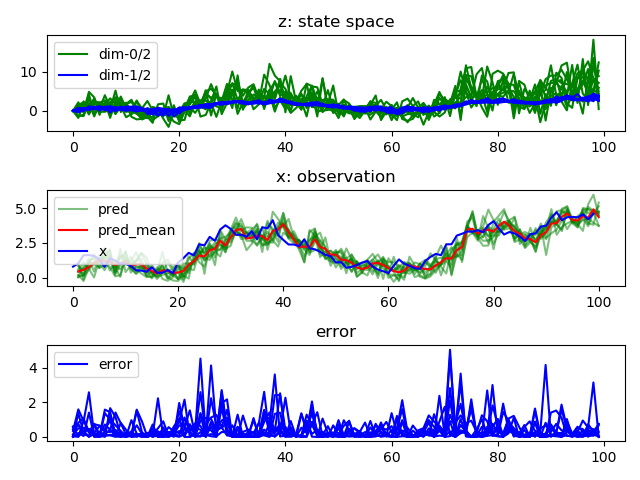 z: state space
dim-0/2
dim-1/2
10
0
0 20 40 60 80 100
x: observation
pred
pred_mean
x
5.0
2.5
0.0
0 20 40 60 80 100
error
error
4
2
0
0 20 40 60 80 100